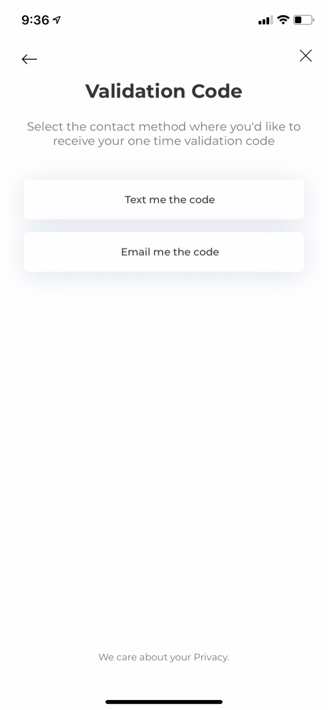 9:36
Validation Code
Select the contact method where you'd like to
receive your one time validation code
Text me the code
Email me the code
We care about your Privacy.